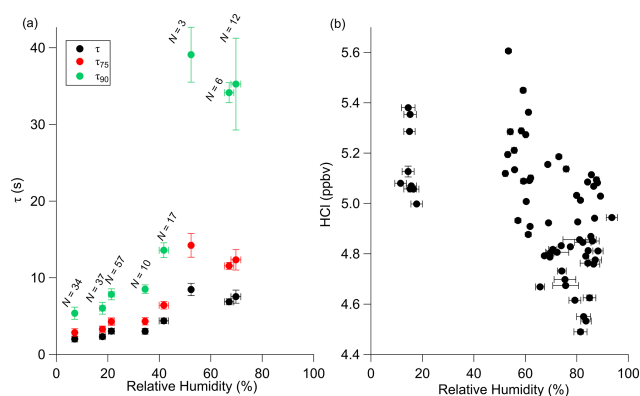 (a)
τ
τ75
τ90
N = 34
N = 37
N = 57
N = 10
N = 17
N = 3
N = 6
N = 12
40
30
20
10
0
τ (s)
0 20 40 60 80 100
Relative Humidity (%)
(b)
5.6
5.4
5.2
5.0
4.8
4.6
4.4
HCl (ppbv)
0 20 40 60 80 100
Relative Humidity (%)